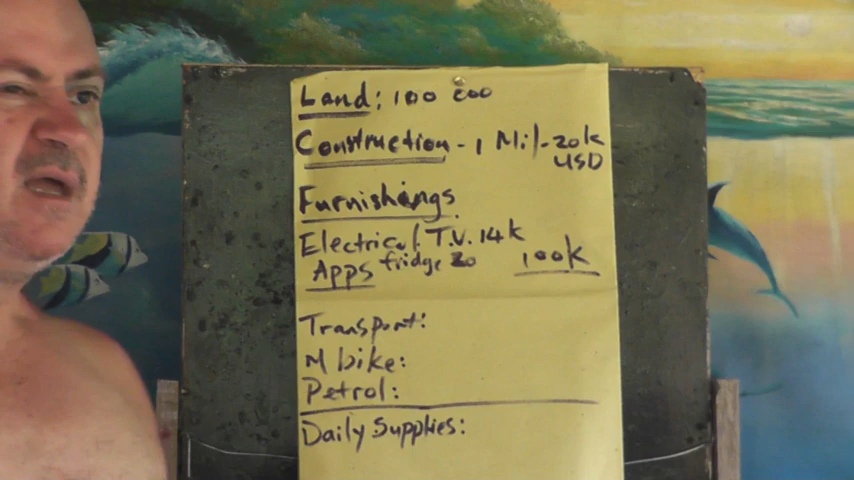 Land: 100 000
Construction - 1 Mil - 20k
USD
Furnishings
Electrical T.V. 14k
Apps fridge 20 100k
Transport:
M bike:
Petrol:
Daily Supplies: